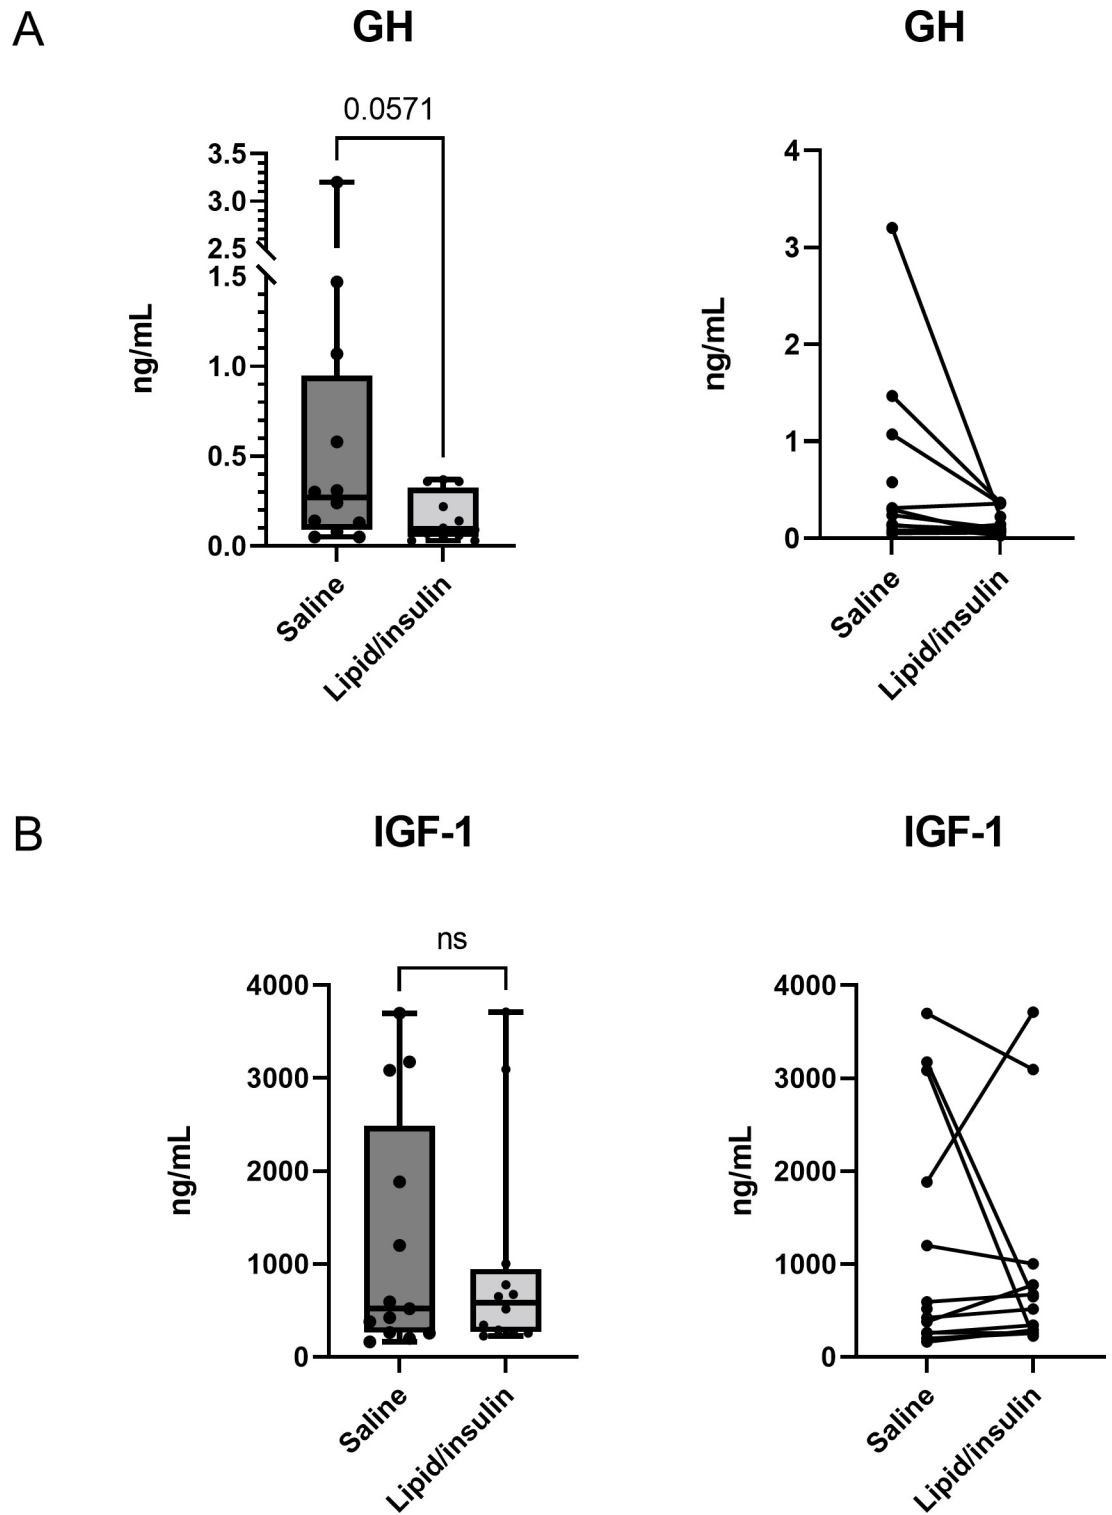 A
GH
GH
0.0571
3.5
3.0
2.5
1.5
1.0
0.5
0.0
ng/mL
Saline
Lipid/insulin
4
3
2
1
0
ng/mL
Saline
Lipid/insulin
B
IGF-1
IGF-1
ns
4000
3000
2000
1000
0
ng/mL
Saline
Lipid/insulin
4000
3000
2000
1000
0
ng/mL
Saline
Lipid/insulin